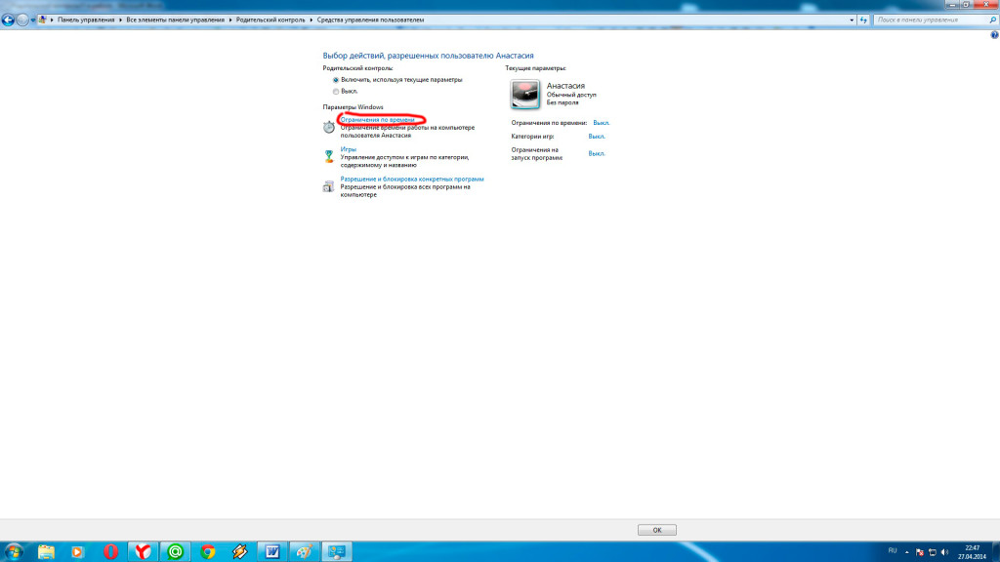 Панель управления ▸ Все элементы панели управления ▸ Родительский контроль ▸ Средства управления пользователем
Поиск в панели управления
Выбор действий, разрешенных пользователю Анастасия
Родительский контроль:
Включить, используя текущие параметры
Выкл.
Параметры Windows
Ограничения по времени
Ограничение времени работы на компьютере
пользователя Анастасия
Игры
Управление доступом к играм по категории,
содержимому и названию
Разрешение и блокировка конкретных программ
Разрешение и блокировка всех программ на
компьютере
Текущие параметры:
Анастасия
Обычный доступ
Без пароля
Ограничения по времени: Выкл.
Категории игр: Выкл.
Ограничения на
запуск программ: Выкл.
OK
RU
22:47
27.04.2014